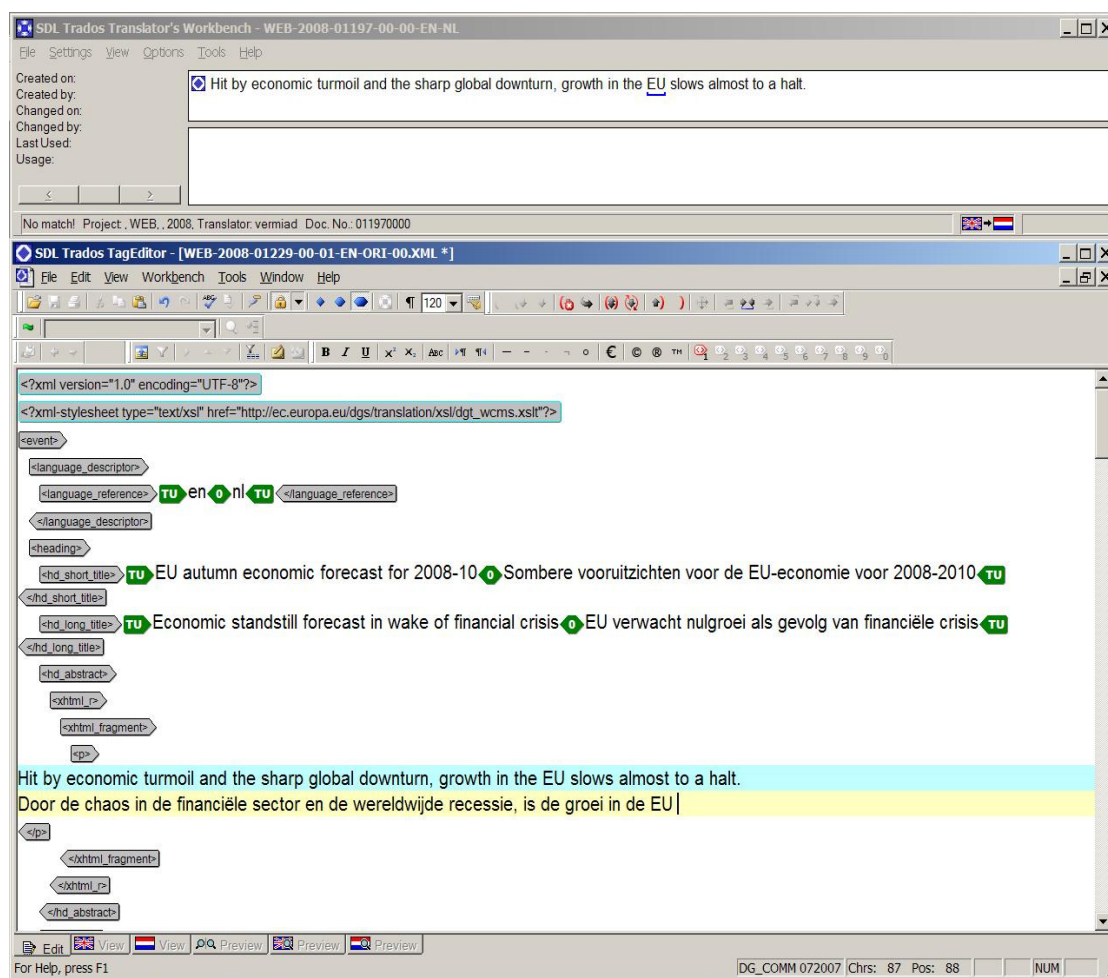 SDL Trados Translator's Workbench - WEB-2008-01197-00-00-EN-NL
File Settings View Options Tools Help
Created on:
Created by:
Changed on:
Changed by:
Last Used:
Usage:
Hit by economic turmoil and the sharp global downturn, growth in the EU slows almost to a halt.
< >
No match! Project: , WEB, , 2008, Translator: vermiad Doc. No.: 011970000
SDL Trados TagEditor - [WEB-2008-01229-00-01-EN-ORI-00.XML *]
File Edit View Workbench Tools Window Help
120
B I U x² X₂ ABC € © ® TM
<?xml version="1.0" encoding="UTF-8"?>
<?xml-stylesheet type="text/xsl" href="http://ec.europa.eu/dgs/translation/xsl/dgt_wcms.xslt"?>
<event>
<language_descriptor>
<language_reference> TU en 0 nl TU </language_reference>
</language_descriptor>
<heading>
<hd_short_title> TU EU autumn economic forecast for 2008-10 0 Sombere vooruitzichten voor de EU-economie voor 2008-2010 TU
</hd_short_title>
<hd_long_title> TU Economic standstill forecast in wake of financial crisis 0 EU verwacht nulgroei als gevolg van financiële crisis TU
</hd_long_title>
<hd_abstract>
<xhtml_r>
<xhtml_fragment>
<p>
Hit by economic turmoil and the sharp global downturn, growth in the EU slows almost to a halt.
Door de chaos in de financiële sector en de wereldwijde recessie, is de groei in de EU
</p>
</xhtml_fragment>
</xhtml_r>
</hd_abstract>
Edit View View Preview Preview Preview
For Help, press F1 DG_COMM 072007 Chrs: 87 Pos: 88 NUM